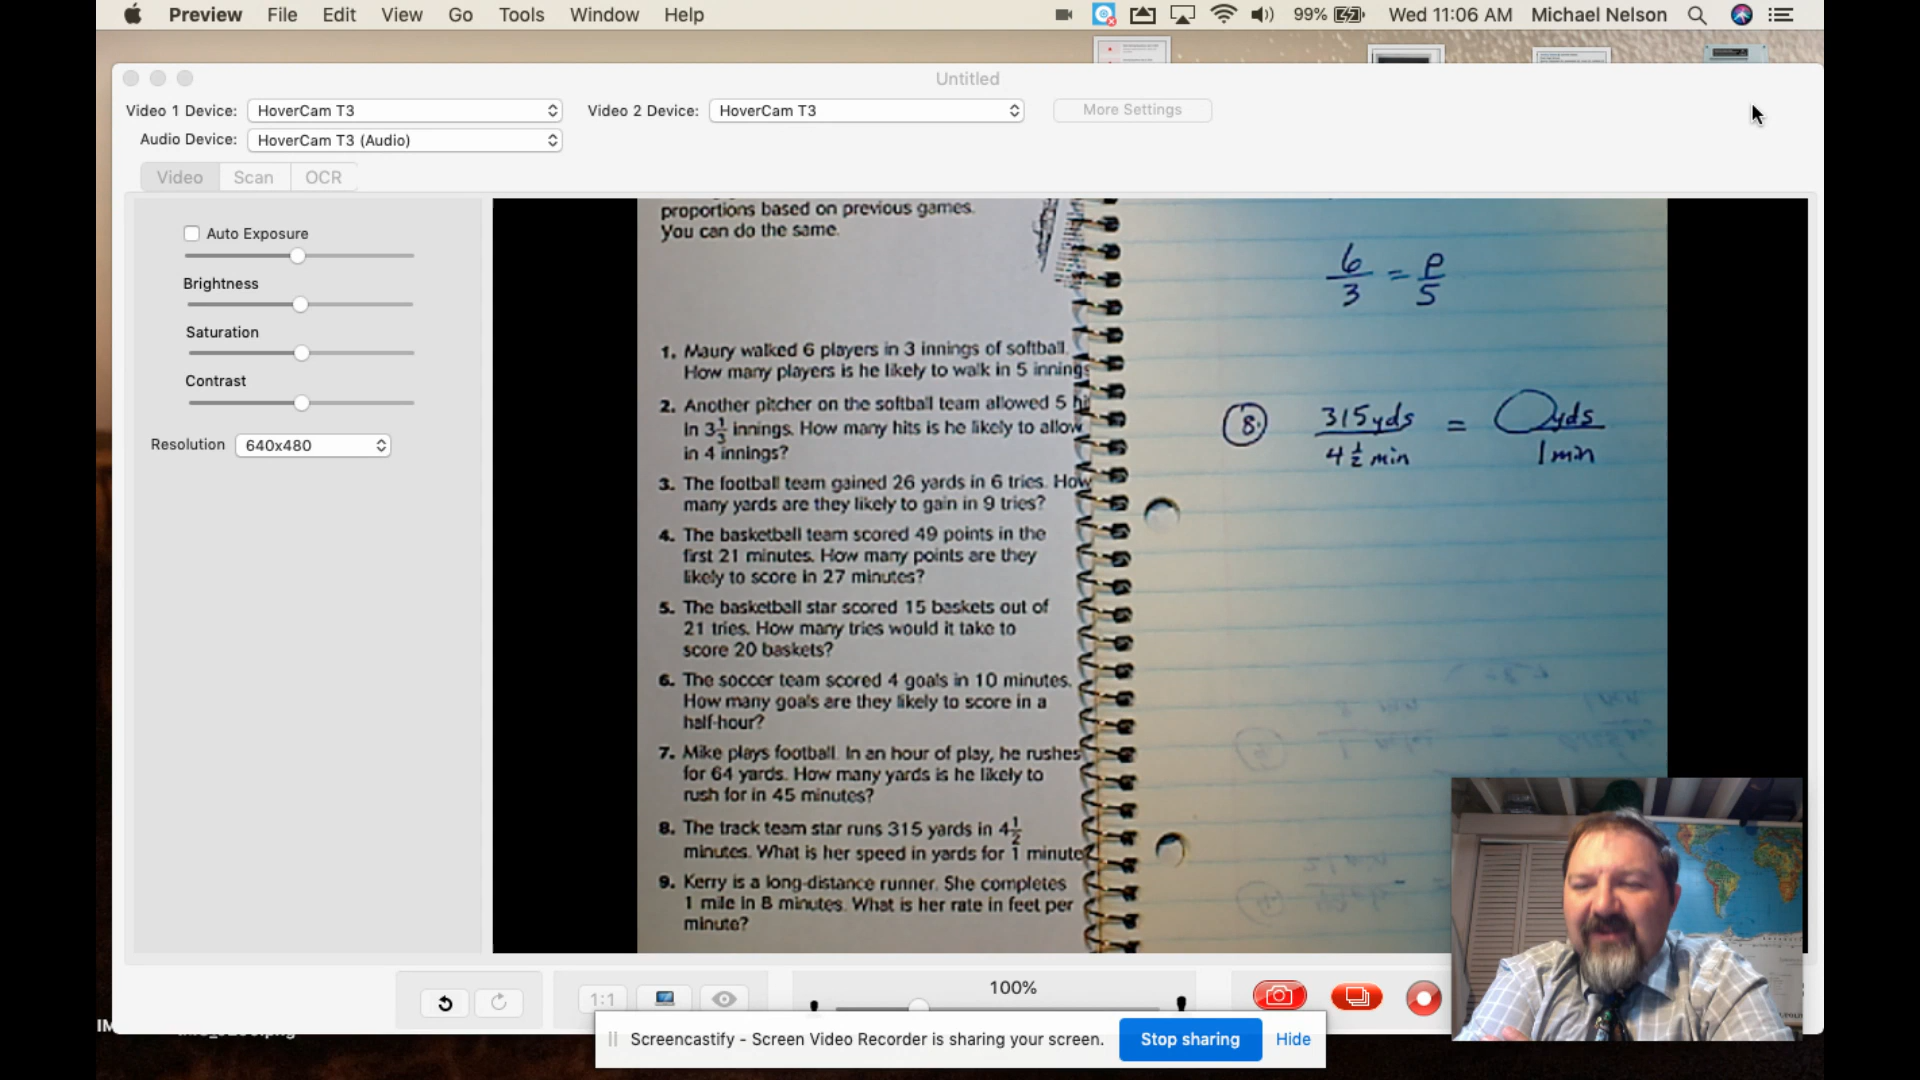 Preview File Edit View Go Tools Window Help 99% Wed 11:06 AM Michael Nelson
Untitled
Video 1 Device: HoverCam T3 Video 2 Device: HoverCam T3 More Settings
Audio Device: HoverCam T3 (Audio)
Video Scan OCR
Auto Exposure
Brightness
Saturation
Contrast
Resolution 640x480
proportions based on previous games.
You can do the same.
1. Maury walked 6 players in 3 innings of softball.
How many players is he likely to walk in 5 innings
2. Another pitcher on the softball team allowed 5
in 3 1/3 innings. How many hits is he likely to allow
in 4 innings?
3. The football team gained 26 yards in 6 tries. How
many yards are they likely to gain in 9 tries?
4. The basketball team scored 49 points in the
first 21 minutes. How many points are they
likely to score in 27 minutes?
5. The basketball star scored 15 baskets out of
21 tries. How many tries would it take to
score 20 baskets?
6. The soccer team scored 4 goals in 10 minutes.
How many goals are they likely to score in a
half-hour?
7. Mike plays football. In an hour of play, he rushes
for 64 yards. How many yards is he likely to
rush for in 45 minutes?
8. The track team star runs 315 yards in 4 1/2
minutes. What is her speed in yards for 1 minute?
9. Kerry is a long-distance runner. She completes
1 mile in 8 minutes. What is her rate in feet per
minute?
6/3 = P/5
8. 315 yds / 4 1/2 min = yds / 1 min
1:1 100%
Screencastify - Screen Video Recorder is sharing your screen. Stop sharing Hide